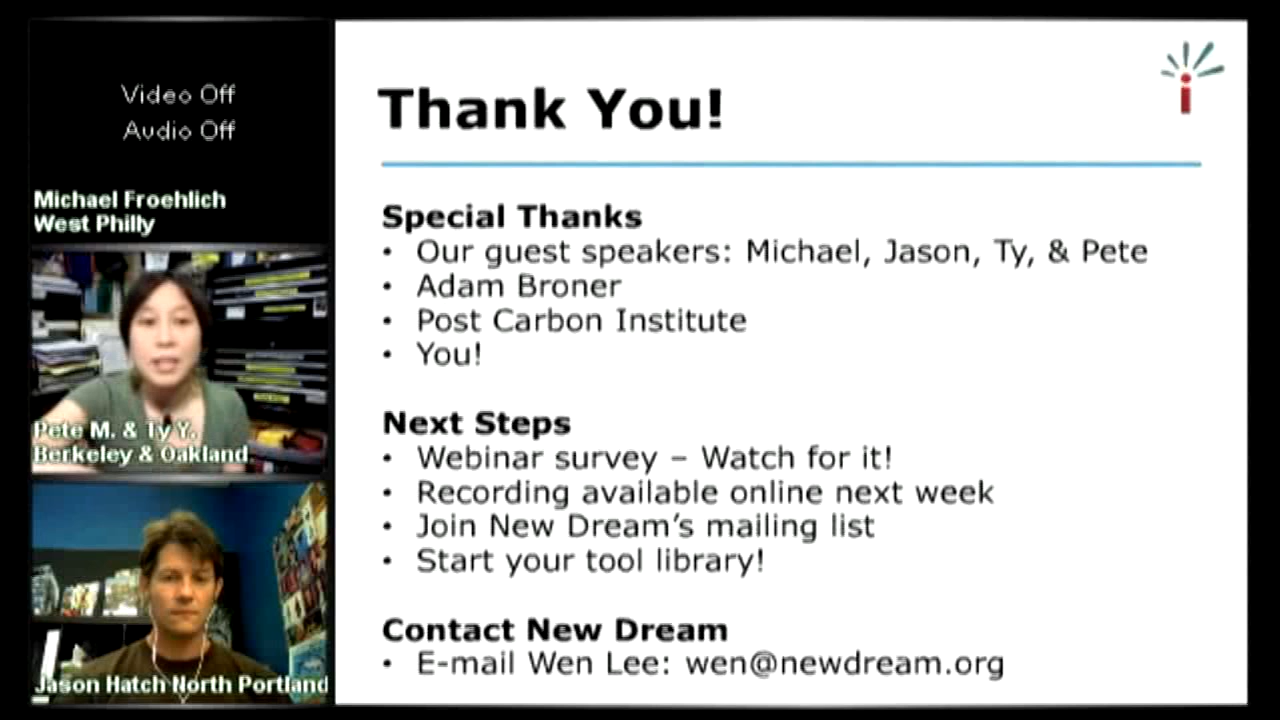 Video Off
Audio Off
Michael Froehlich
West Philly
Pete M. & Ty Y.
Berkeley & Oakland
Jason Hatch North Portland
Thank You!
Special Thanks
• Our guest speakers: Michael, Jason, Ty, & Pete
• Adam Broner
• Post Carbon Institute
• You!
Next Steps
• Webinar survey – Watch for it!
• Recording available online next week
• Join New Dream’s mailing list
• Start your tool library!
Contact New Dream
• E-mail Wen Lee: wen@newdream.org